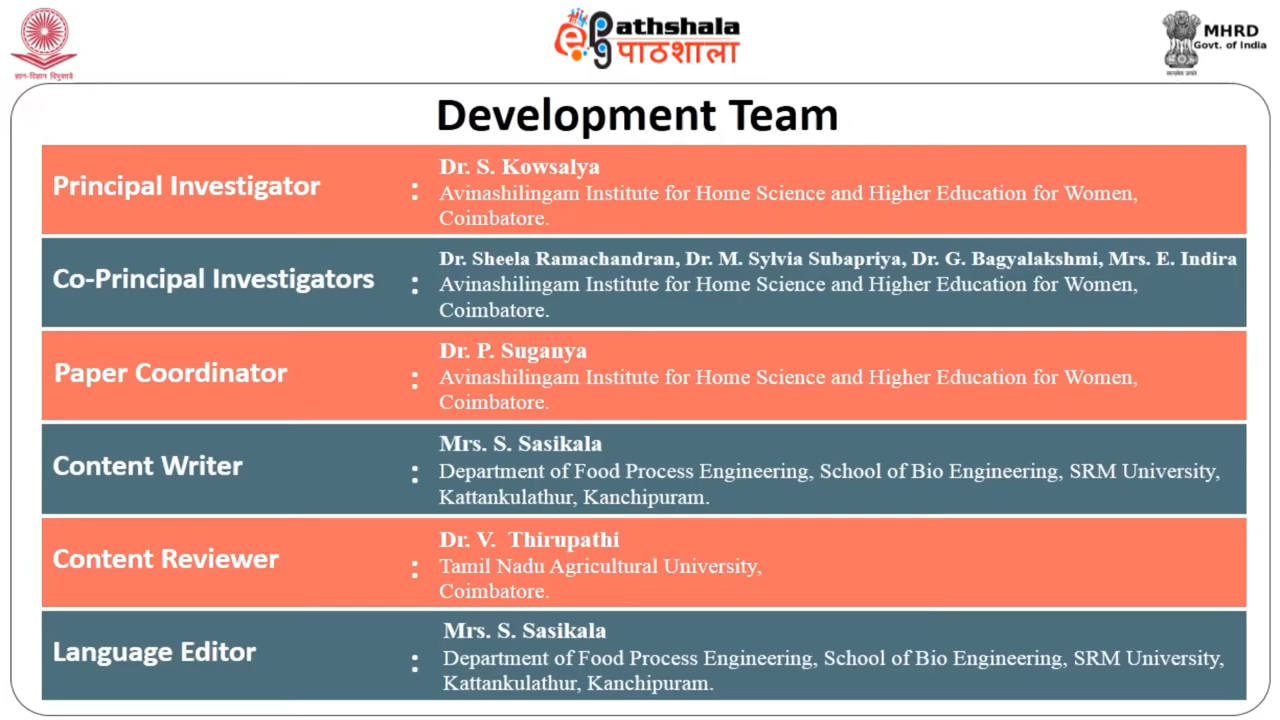 ज्ञान-विज्ञान विमुक्तये
ePg Pathshala
पाठशाला
सत्यमेव जयते
MHRD
Govt. of India
Development Team
Principal Investigator : Dr. S. Kowsalya
Avinashilingam Institute for Home Science and Higher Education for Women,
Coimbatore.
Co-Principal Investigators : Dr. Sheela Ramachandran, Dr. M. Sylvia Subapriya, Dr. G. Bagyalakshmi, Mrs. E. Indira
Avinashilingam Institute for Home Science and Higher Education for Women,
Coimbatore.
Paper Coordinator : Dr. P. Suganya
Avinashilingam Institute for Home Science and Higher Education for Women,
Coimbatore.
Content Writer : Mrs. S. Sasikala
Department of Food Process Engineering, School of Bio Engineering, SRM University,
Kattankulathur, Kanchipuram.
Content Reviewer : Dr. V. Thirupathi
Tamil Nadu Agricultural University,
Coimbatore.
Language Editor : Mrs. S. Sasikala
Department of Food Process Engineering, School of Bio Engineering, SRM University,
Kattankulathur, Kanchipuram.